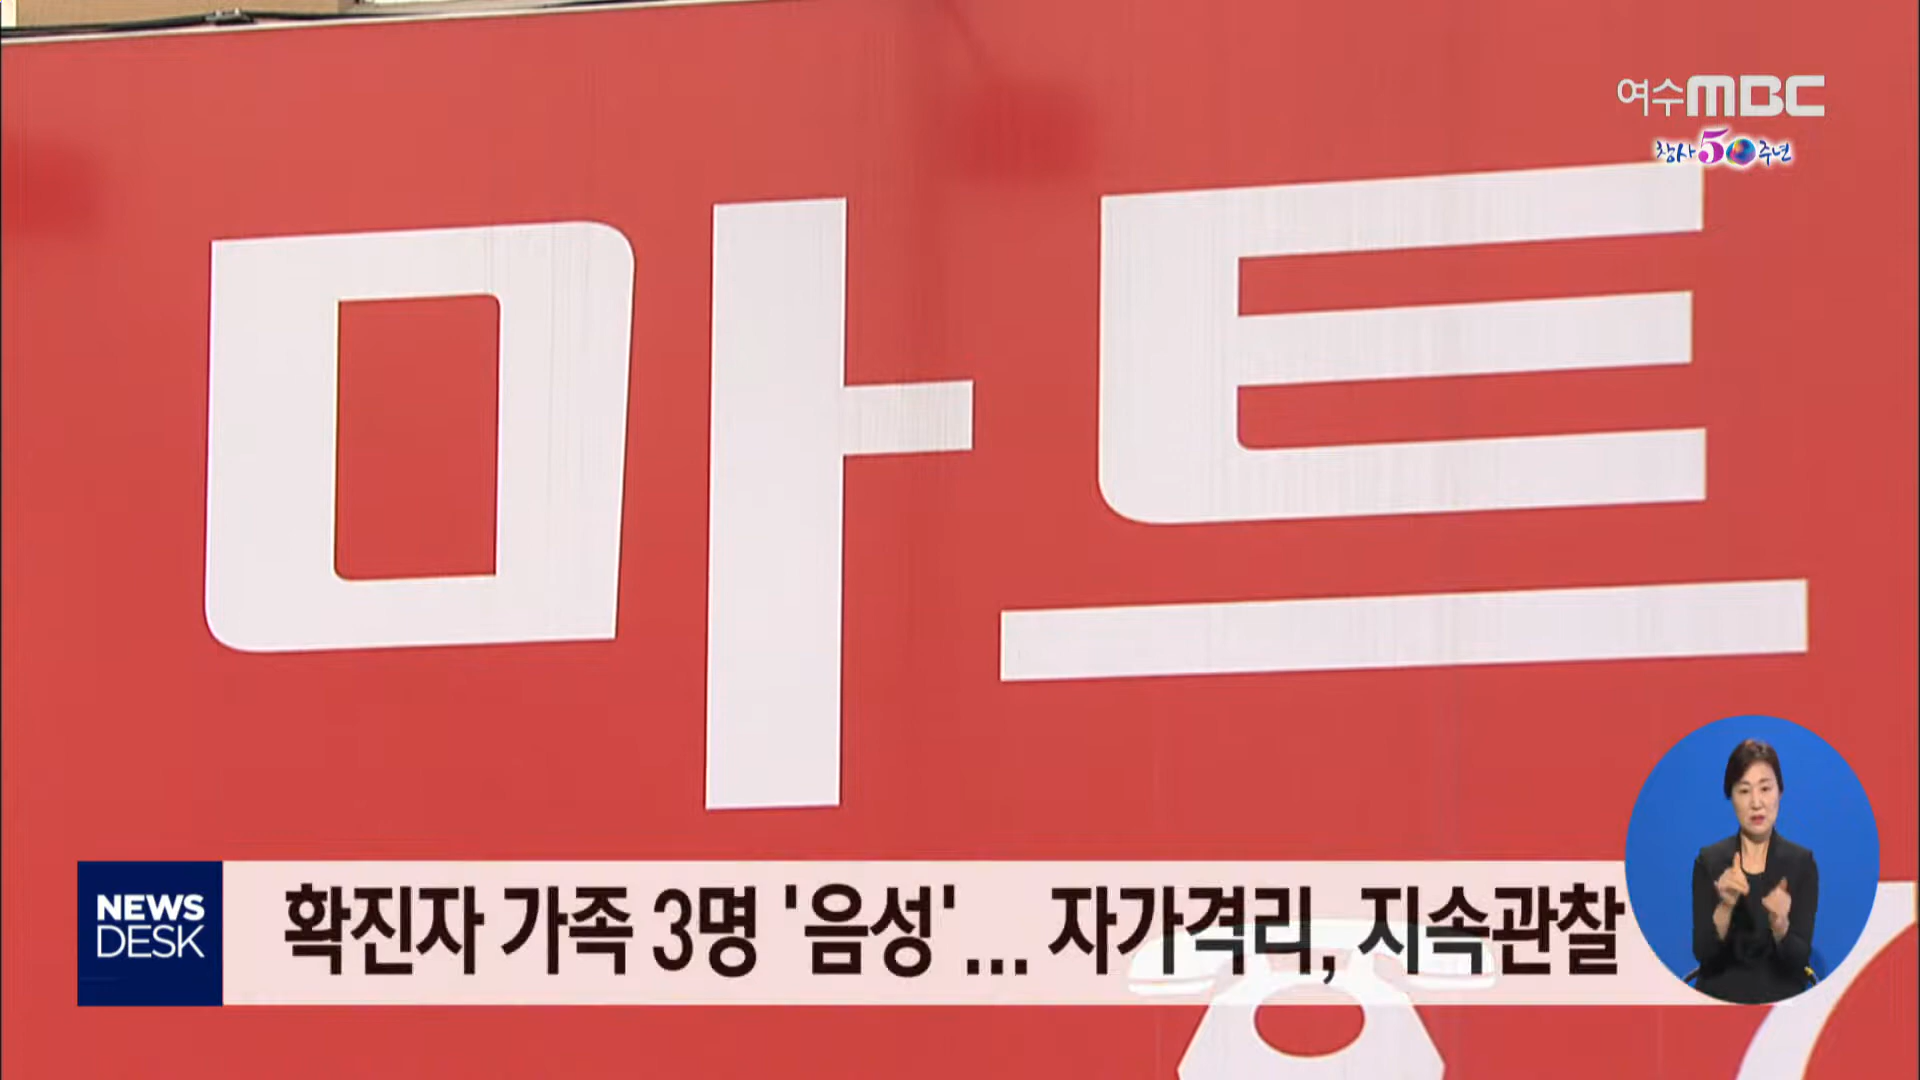 여수MBC
창사50주년
마트
NEWS
DESK
확진자 가족 3명 '음성'... 자가격리, 지속관찰